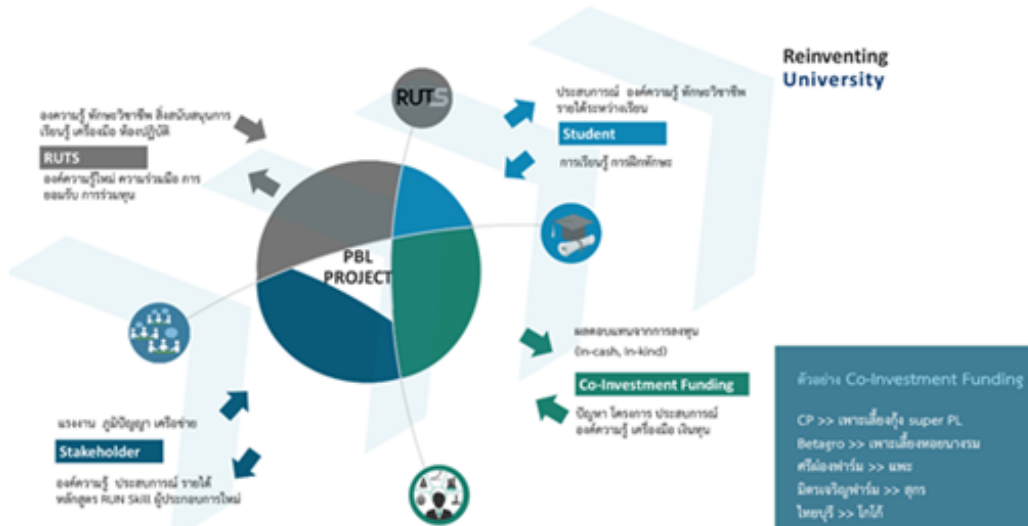 Reinventing
University
RUTS
องความรู้ ทักษะวิชาชีพ สิ่งสนับสนุนการ
เรียนรู้ เครื่องมือ ห้องปฏิบัติ
RUTS
องค์ความรู้ใหม่ ความร่วมมือ การ
ยอมรับ การร่วมทุน
ประสบการณ์ องค์ความรู้ ทักษะวิชาชีพ
รายได้ระหว่างเรียน
Student
การเรียนรู้ การฝึกทักษะ
PBL
PROJECT
ผลตอบแทนจากการลงทุน
(in-cash, In-kind)
Co-Investment Funding
ปัญหา โครงการ ประสบการณ์
องค์ความรู้ เครื่องมือ เงินทุน
แรงงาน ภูมิปัญญา เครือข่าย
Stakeholder
องค์ความรู้ ประสบการณ์ รายได้
หลักสูตร RUN Skill ผู้ประกอบการใหม่
ตัวอย่าง Co-Investment Funding
CP >> เพาะเลี้ยงกุ้ง super PL
Betagro >> เพาะเลี้ยงหอยนางรม
ศรีผ่องฟาร์ม >> แพะ
มิตรเจริญฟาร์ม >> สุกร
ไทยบุรี >> โกโก้